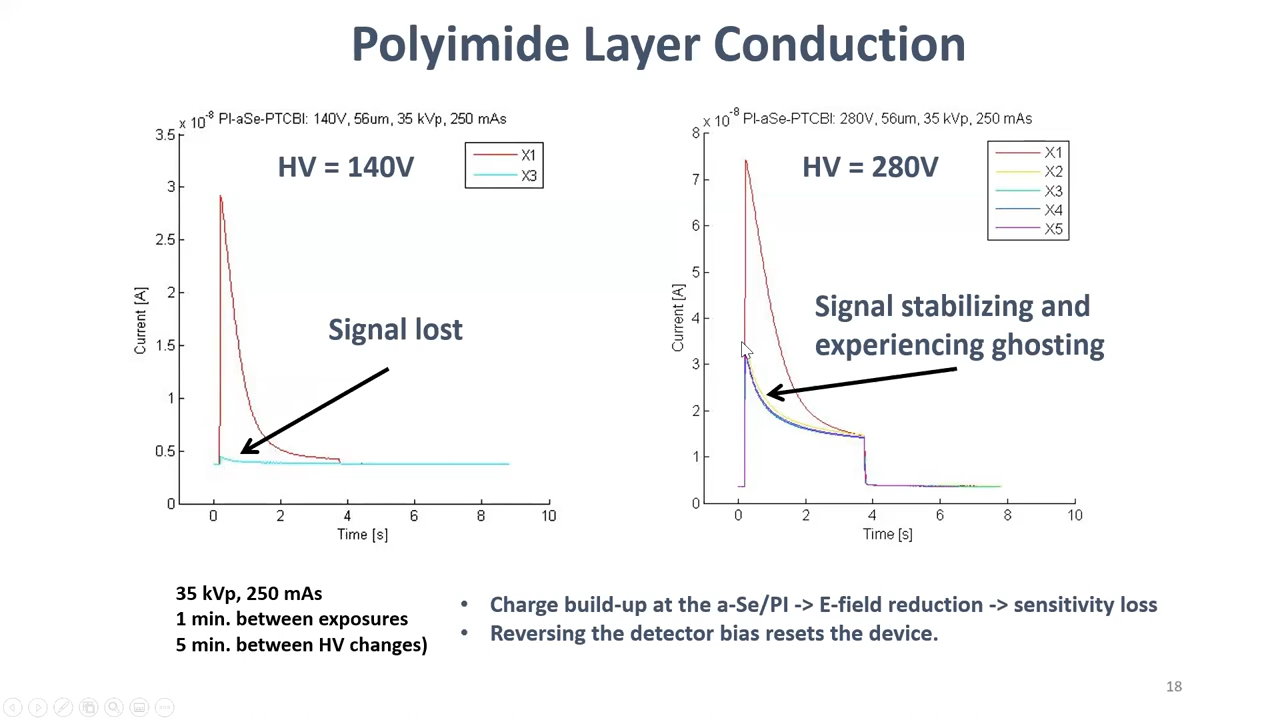 Polyimide Layer Conduction
x 10⁻⁸ PI-aSe-PTCBI: 140V, 56um, 35 kVp, 250 mAs
HV = 140V
X1
X3
3.5
3
2.5
2
1.5
1
0.5
0
Current [A]
Signal lost
0 2 4 6 8 10
Time [s]
x 10⁻⁸ PI-aSe-PTCBI: 280V, 56um, 35 kVp, 250 mAs
HV = 280V
X1
X2
X3
X4
X5
8
7
6
5
4
3
2
1
0
Current [A]
Signal stabilizing and
experiencing ghosting
0 2 4 6 8 10
Time [s]
35 kVp, 250 mAs
1 min. between exposures
5 min. between HV changes)
• Charge build-up at the a-Se/PI -> E-field reduction -> sensitivity loss
• Reversing the detector bias resets the device.
18